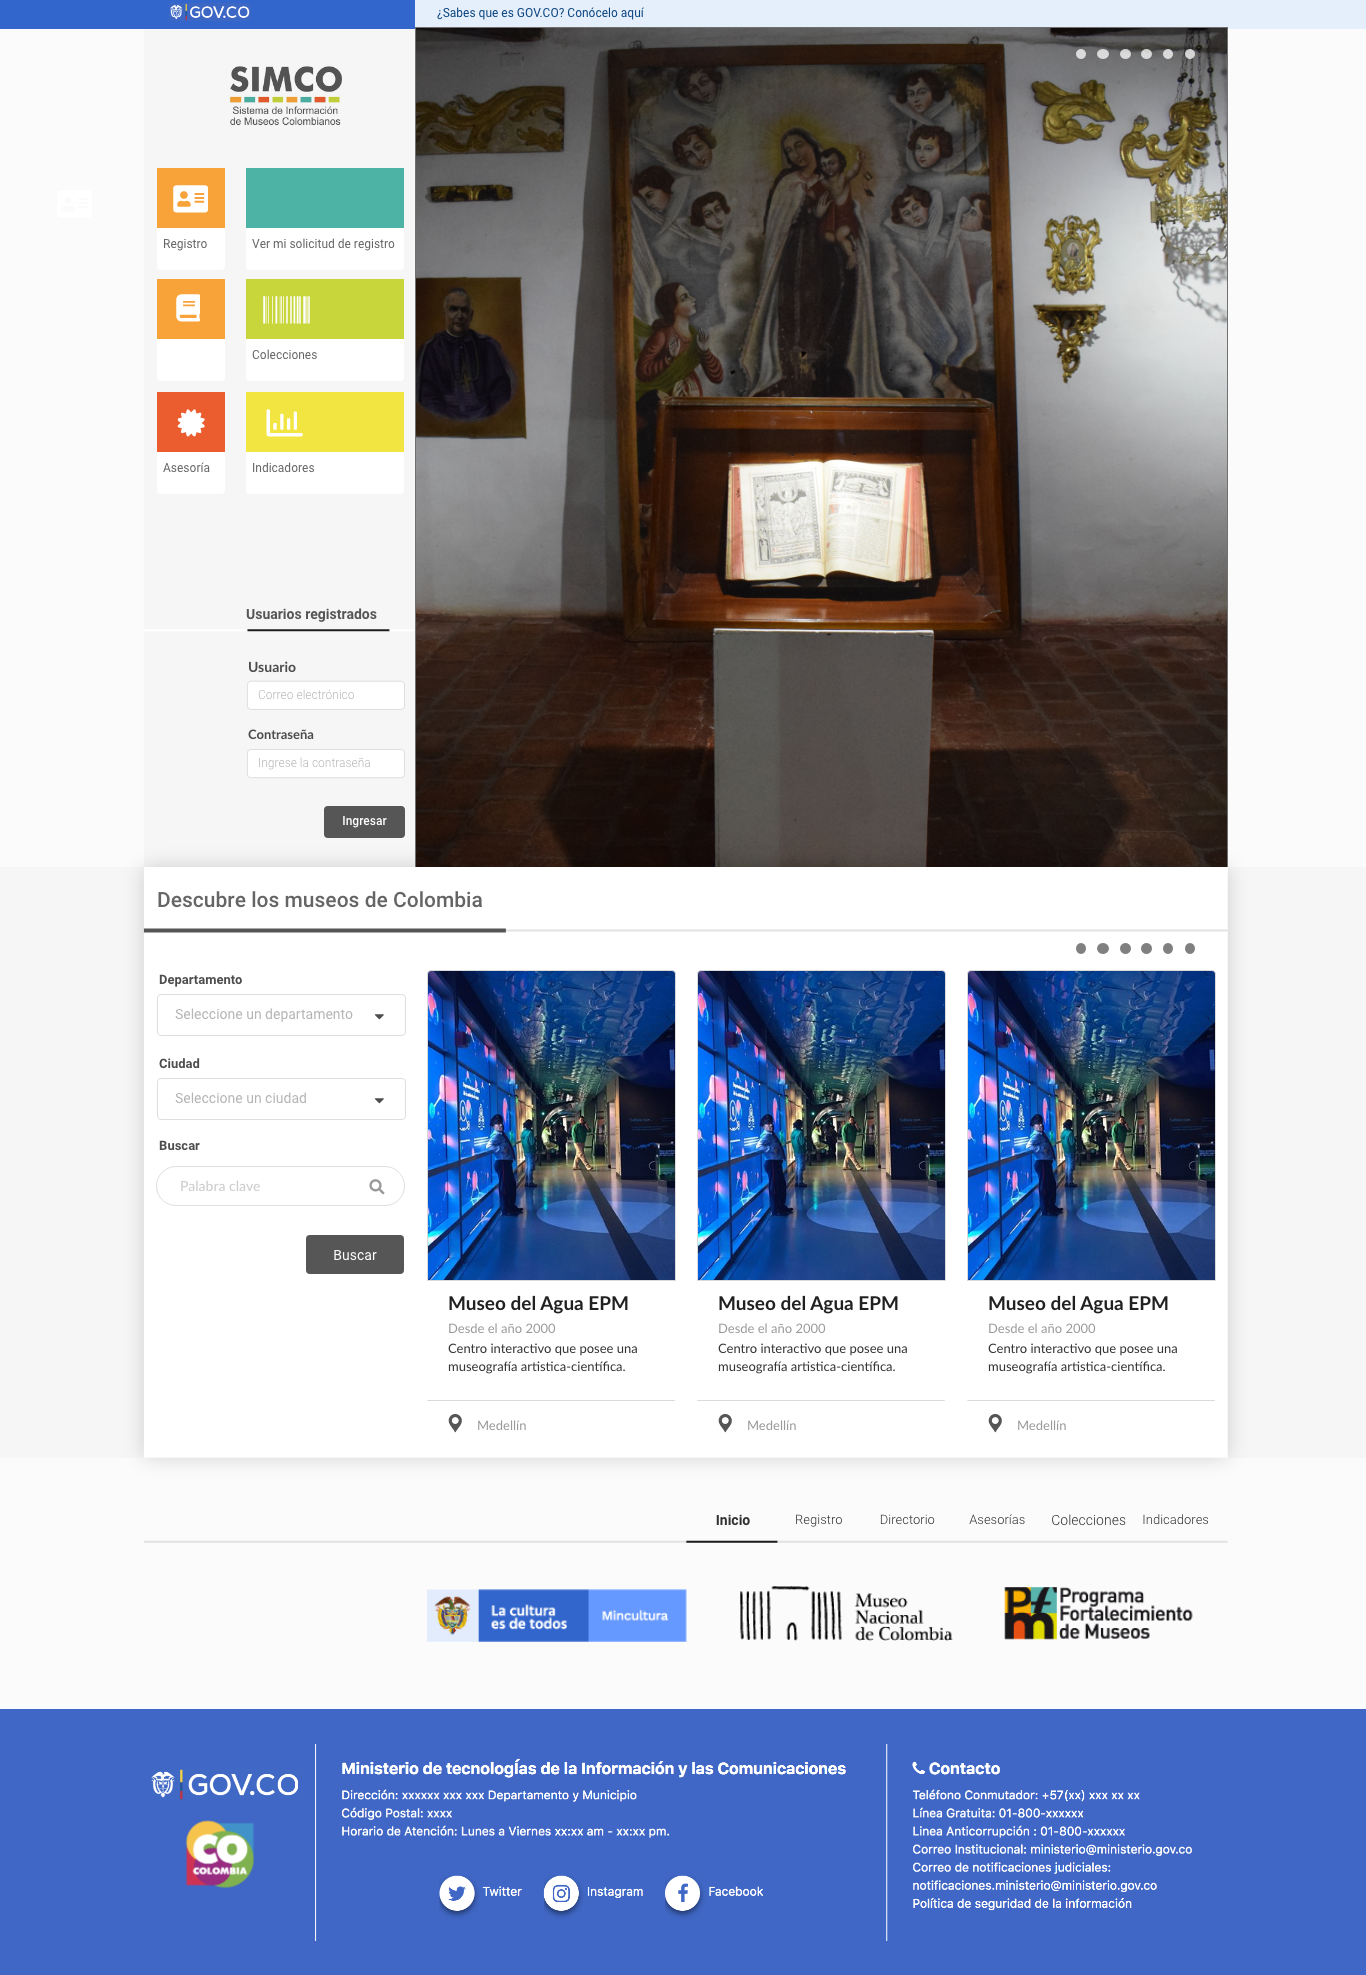 GOV.CO
¿Sabes que es GOV.CO? Conócelo aquí
SIMCO
Sistema de Información
de Museos Colombianos
Registro
Ver mi solicitud de registro
Colecciones
Asesoría
Indicadores
Usuarios registrados
Usuario
Correo electrónico
Contraseña
Ingrese la contraseña
Ingresar
Descubre los museos de Colombia
Departamento
Seleccione un departamento
Ciudad
Seleccione un ciudad
Buscar
Palabra clave
Buscar
Museo del Agua EPM
Desde el año 2000
Centro interactivo que posee una
museografía artistica-científica.
Medellín
Museo del Agua EPM
Desde el año 2000
Centro interactivo que posee una
museografía artistica-científica.
Medellín
Museo del Agua EPM
Desde el año 2000
Centro interactivo que posee una
museografía artistica-científica.
Medellín
Inicio Registro Directorio Asesorías Colecciones Indicadores
La cultura
es de todos
Mincultura
Museo
Nacional
de Colombia
Pfm
Programa
Fortalecimiento
de Museos
GOV.CO
CO
COLOMBIA
Ministerio de tecnologÍas de la Información y las Comunicaciones
Dirección: xxxxxx xxx xxx Departamento y Municipio
Código Postal: xxxx
Horario de Atención: Lunes a Viernes xx:xx am - xx:xx pm.
Twitter Instagram Facebook
Contacto
Teléfono Conmutador: +57(xx) xxx xx xx
Línea Gratuita: 01-800-xxxxxx
Linea Anticorrupción : 01-800-xxxxxx
Correo Institucional: ministerio@ministerio.gov.co
Correo de notificaciones judiciales:
notificaciones.ministerio@ministerio.gov.co
Política de seguridad de la información